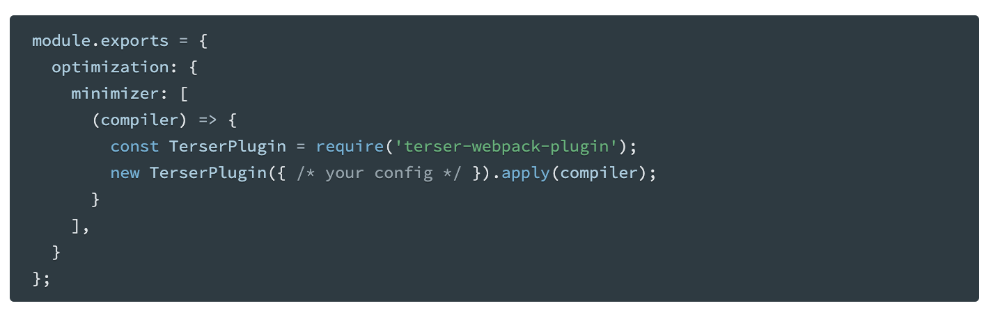 module.exports = {
  optimization: {
    minimizer: [
      (compiler) => {
        const TerserPlugin = require('terser-webpack-plugin');
        new TerserPlugin({ /* your config */ }).apply(compiler);
      }
    ],
  }
};